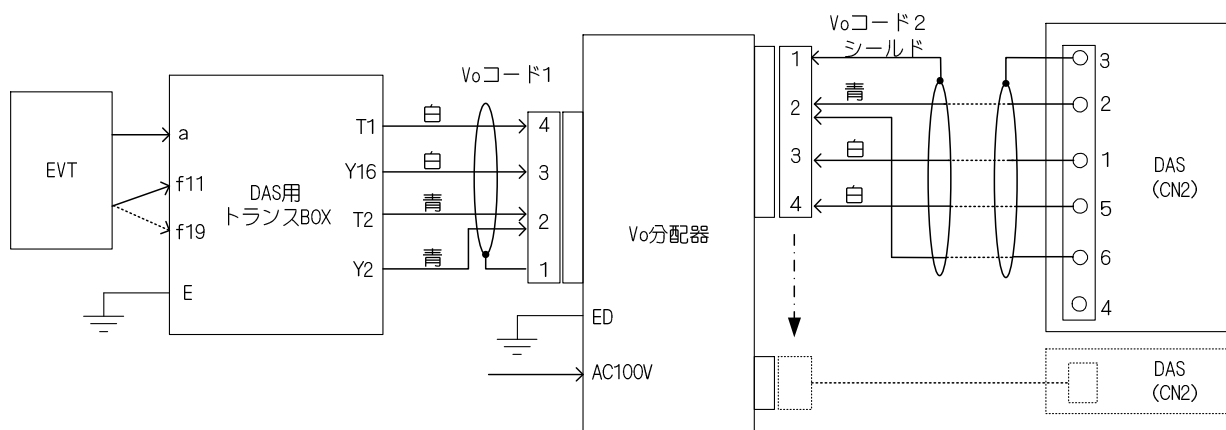 EVT
a
f11
f19
E
DAS用
トランスBOX
T1
Y16
T2
Y2
Voコード1
白
白
青
青
4
3
2
1
Vo分配器
ED
AC100V
1
2
3
4
Voコード2
シールド
青
白
白
3
2
1
5
6
4
DAS
(CN2)
DAS
(CN2)